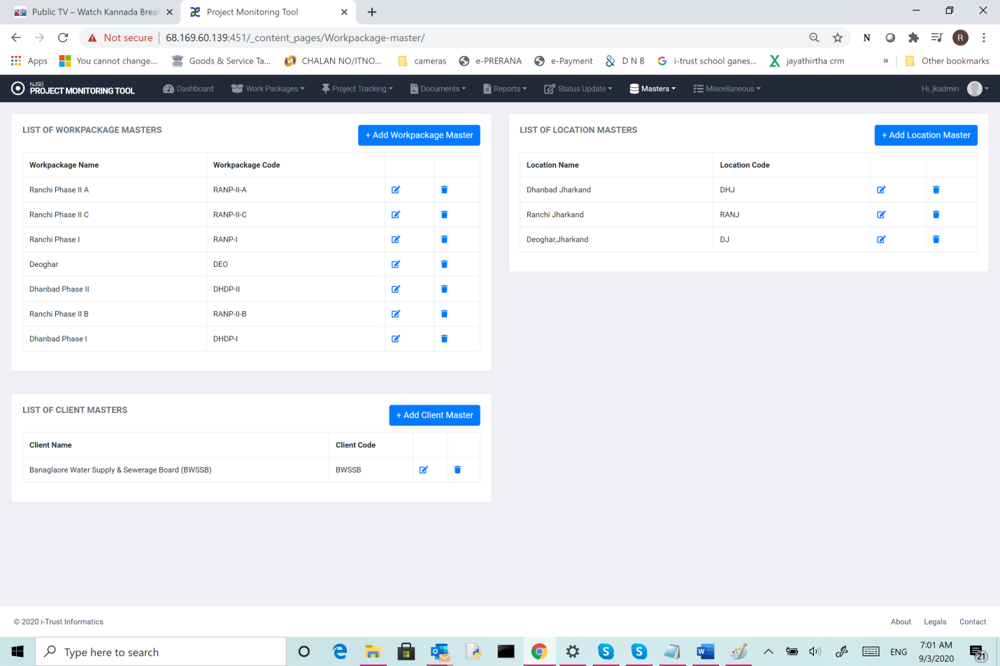 Public TV – Watch Kannada Brea
Project Monitoring Tool
Not secure
68.169.60.139:451/_content_pages/Workpackage-master/
N
R
Apps
You cannot change...
Goods & Service Ta...
CHALAN NO/ITNO...
cameras
e-PRERANA
e-Payment
D N B
i-trust school ganes...
jayathirtha crm
»
Other bookmarks
NJSEI
PROJECT MONITORING TOOL
Dashboard
Work Packages
Project Tracking
Documents
Reports
Status Update
Masters
Miscellaneous
Hi, jkadmin
LIST OF WORKPACKAGE MASTERS
+ Add Workpackage Master
Workpackage Name Workpackage Code
Ranchi Phase II A RANP-II-A
Ranchi Phase II C RANP-II-C
Ranchi Phase I RANP-I
Deoghar DEO
Dhanbad Phase II DHDP-II
Ranchi Phase II B RANP-II-B
Dhanbad Phase I DHDP-I
LIST OF LOCATION MASTERS
+ Add Location Master
Location Name Location Code
Dhanbad Jharkand DHJ
Ranchi Jharkand RANJ
Deoghar,Jharkand DJ
LIST OF CLIENT MASTERS
+ Add Client Master
Client Name Client Code
Banaglaore Water Supply & Sewerage Board (BWSSB) BWSSB
© 2020 i-Trust Informatics
About Legals Contact
Type here to search
ENG
7:01 AM
9/3/2020
21